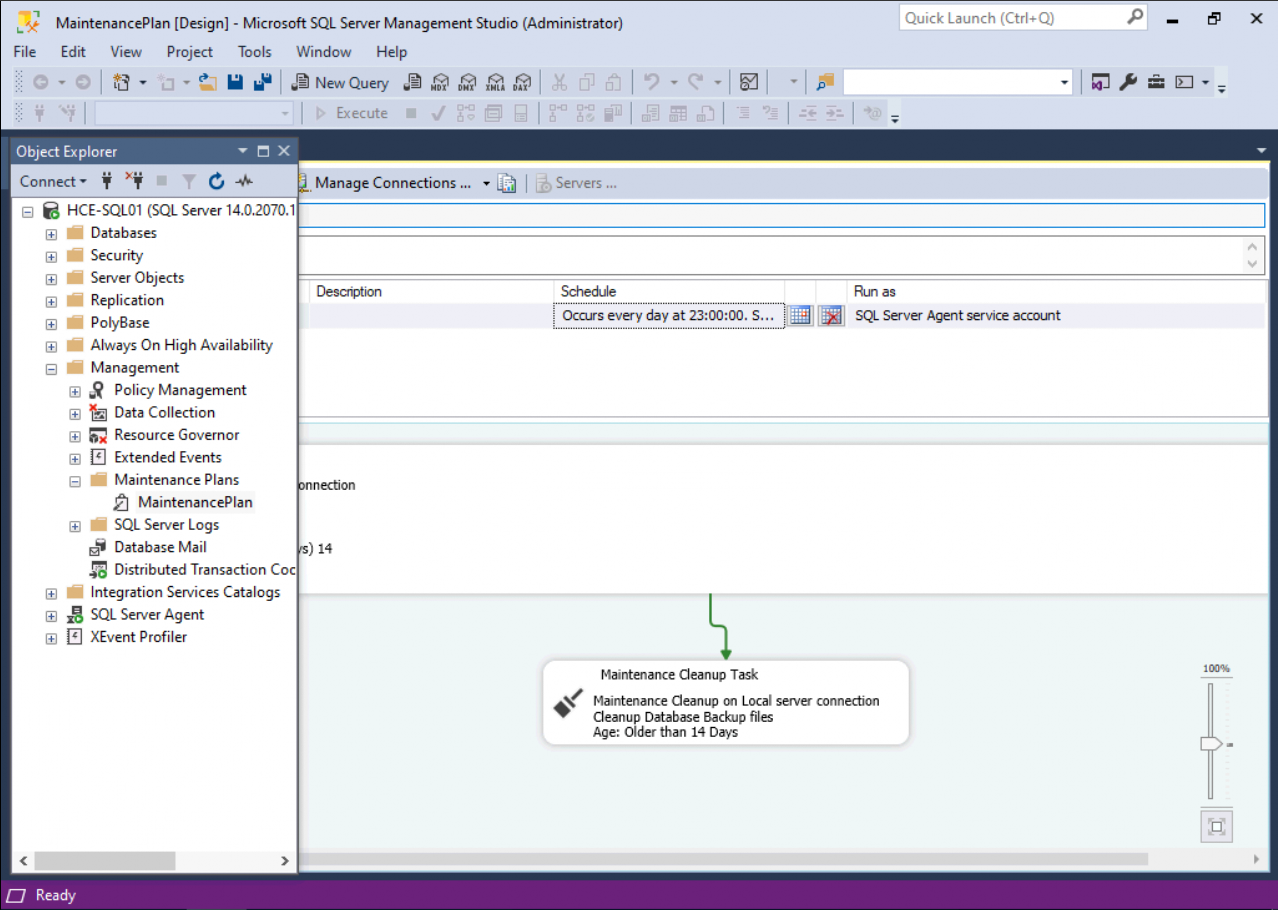 MaintenancePlan [Design] - Microsoft SQL Server Management Studio (Administrator)
Quick Launch (Ctrl+Q)
File Edit View Project Tools Window Help
New Query MDX DMX XMLA DAX
Execute
Object Explorer
Connect
Manage Connections ... Servers ...
HCE-SQL01 (SQL Server 14.0.2070.1
Databases
Security
Server Objects
Replication
PolyBase
Always On High Availability
Management
Policy Management
Data Collection
Resource Governor
Extended Events
Maintenance Plans
MaintenancePlan
SQL Server Logs
Database Mail
Distributed Transaction Coo
Integration Services Catalogs
SQL Server Agent
XEvent Profiler
Description Schedule Run as
Occurs every day at 23:00:00. S... SQL Server Agent service account
onnection
ys) 14
Maintenance Cleanup Task
Maintenance Cleanup on Local server connection
Cleanup Database Backup files
Age: Older than 14 Days
100%
Ready